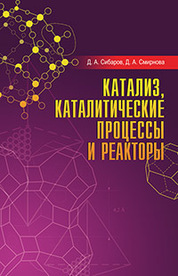 Д. А. Сибаров, Д. А. Смирнова
КАТАЛИЗ,
КАТАЛИТИЧЕСКИЕ
ПРОЦЕССЫ
И РЕАКТОРЫ